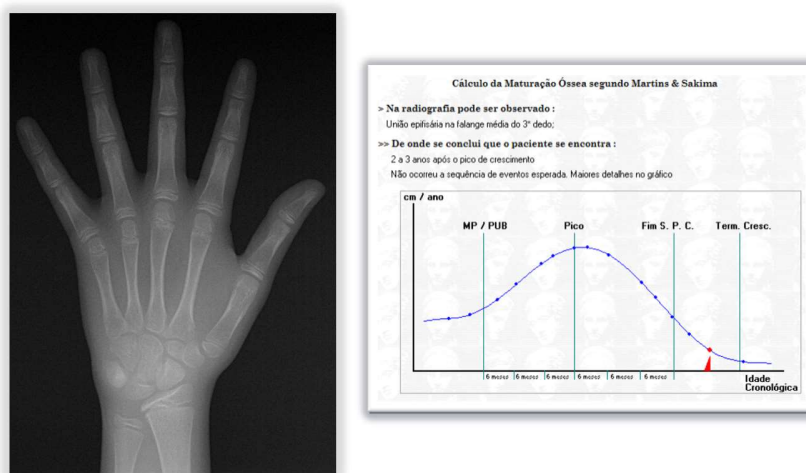 Cálculo da Maturação Óssea segundo Martins & Sakima
> Na radiografia pode ser observado :
União epifisária na falange média do 3º dedo;
>> De onde se conclui que o paciente se encontra :
2 a 3 anos após o pico de crescimento
Não ocorreu a sequência de eventos esperada. Maiores detalhes no gráfico
cm / ano
MP / PUB Pico Fim S. P. C. Term. Cresc.
6 meses 6 meses 6 meses 6 meses 6 meses 6 meses
Idade
Cronológica